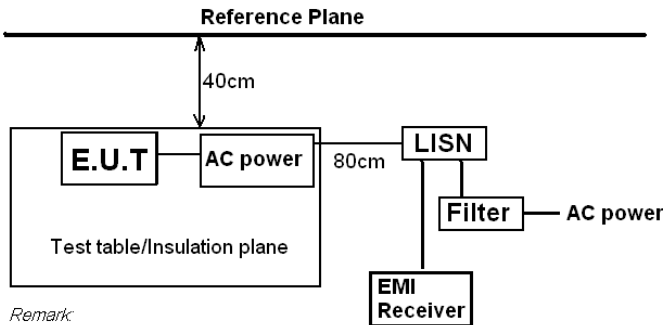 Reference Plane
40cm
E.U.T
AC power
80cm
LISN
Filter
AC power
Test table/Insulation plane
EMI
Receiver
Remark: